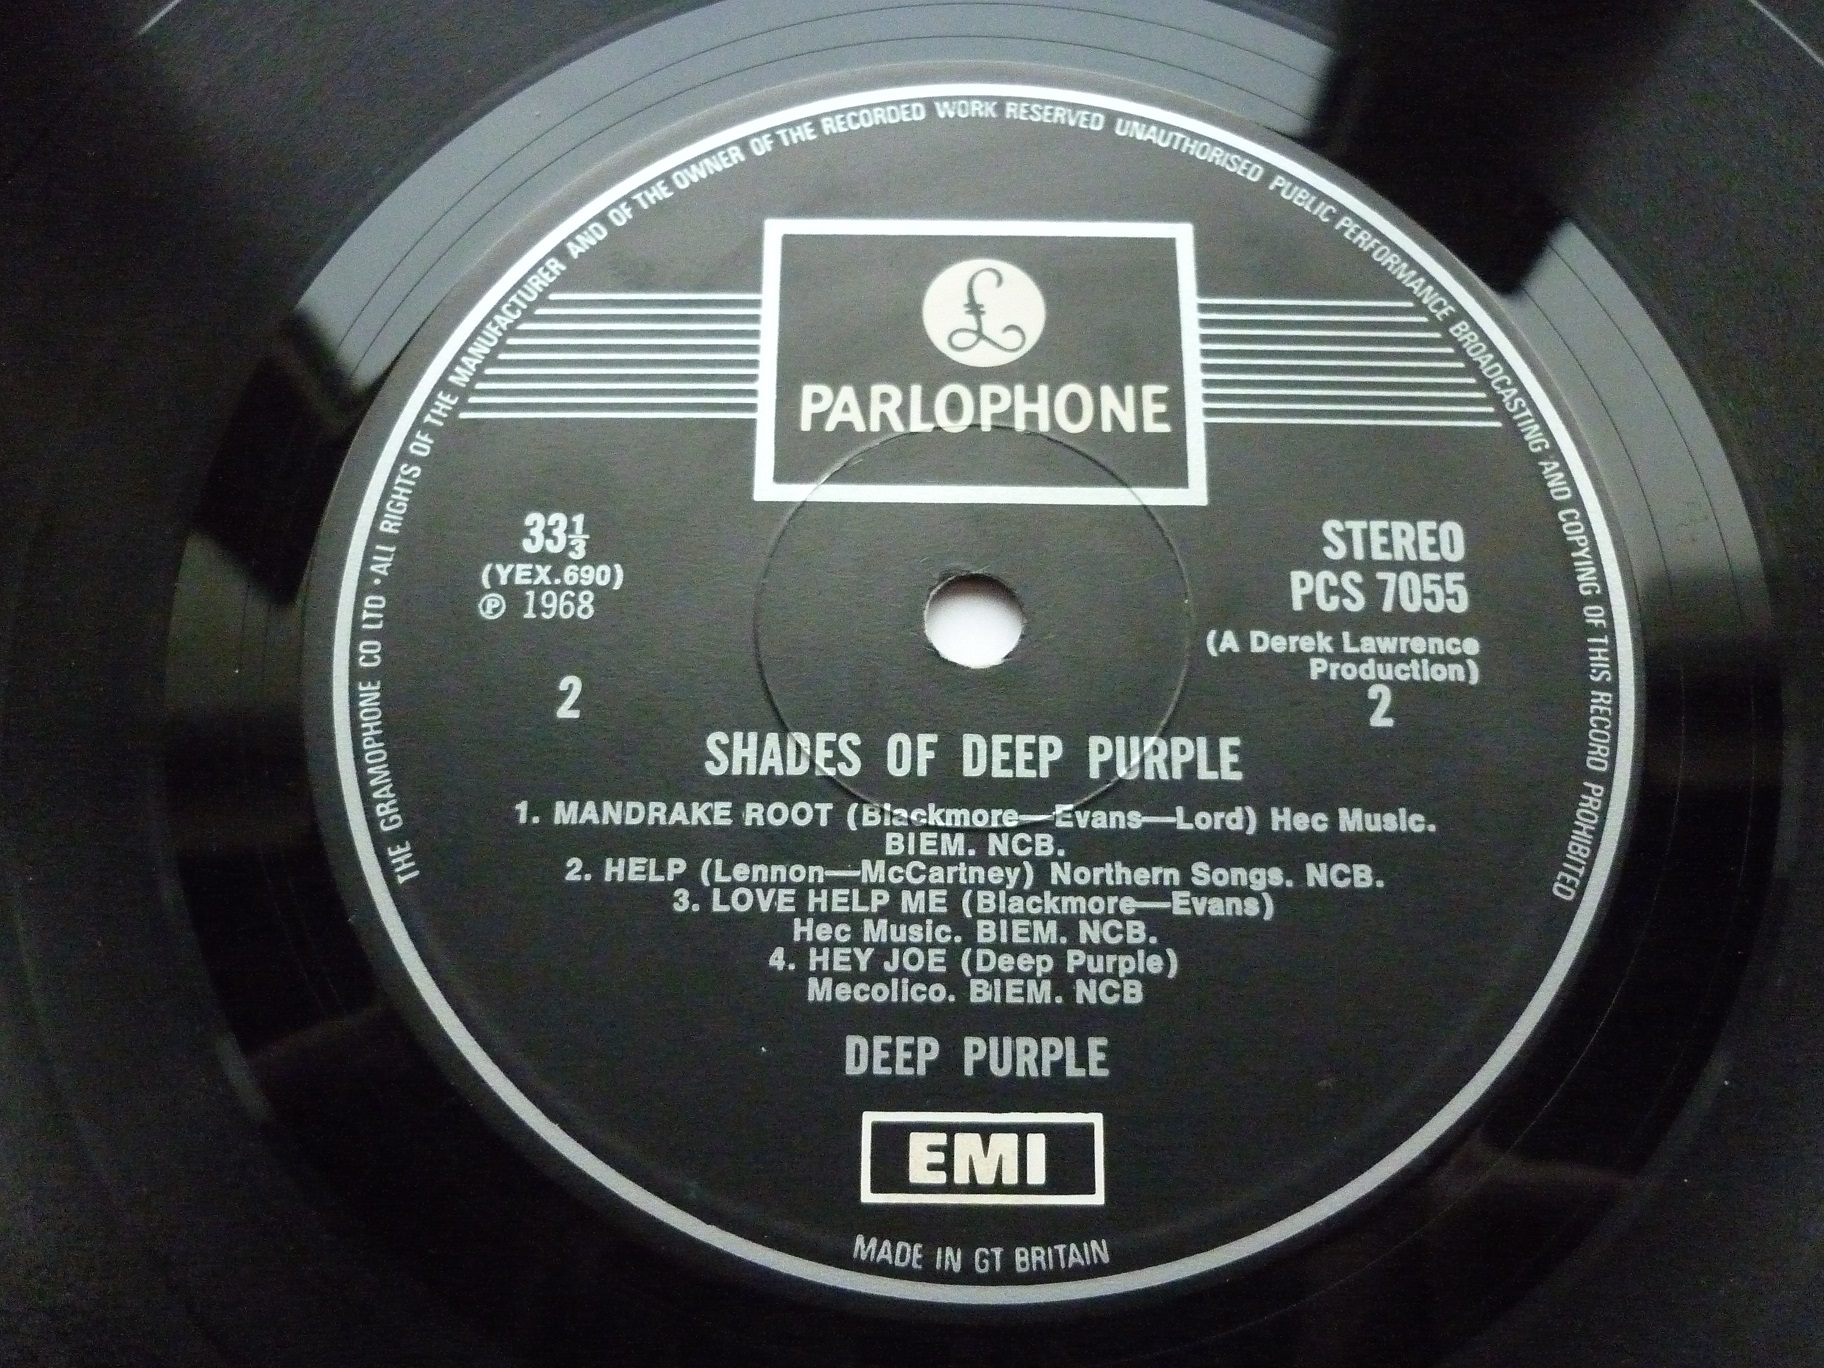 THE GRAMOPHONE CO LTD · ALL RIGHTS OF THE MANUFACTURER AND OF THE OWNER OF THE RECORDED WORK RESERVED UNAUTHORISED PUBLIC PERFORMANCE BROADCASTING AND COPYING OF THIS RECORD PROHIBITED
£
PARLOPHONE
33⅓
(YEX.690)
℗ 1968
2
STEREO
PCS 7055
(A Derek Lawrence
Production)
2
SHADES OF DEEP PURPLE
1. MANDRAKE ROOT (Blackmore—Evans—Lord) Hec Music.
BIEM. NCB.
2. HELP (Lennon—McCartney) Northern Songs. NCB.
3. LOVE HELP ME (Blackmore—Evans)
Hec Music. BIEM. NCB.
4. HEY JOE (Deep Purple)
Mecolico. BIEM. NCB
DEEP PURPLE
EMI
MADE IN GT BRITAIN